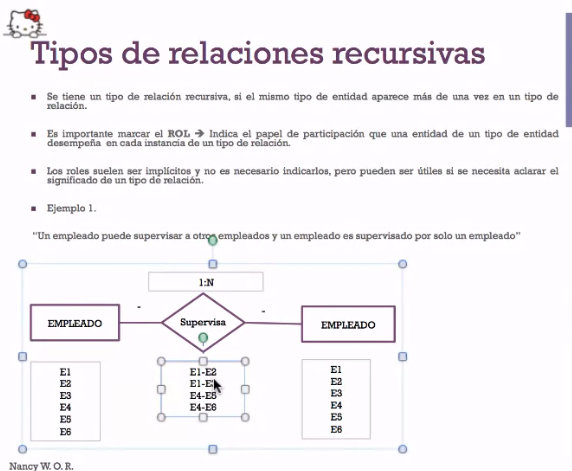 Tipos de relaciones recursivas
Se tiene un tipo de relación recursiva, si el mismo tipo de entidad aparece más de una vez en un tipo de
relación.
Es importante marcar el ROL → Indica el papel de participación que una entidad de un tipo de entidad
desempeña en cada instancia de un tipo de relación.
Los roles suelen ser implícitos y no es necesario indicarlos, pero pueden ser útiles si se necesita aclarar el
significado de un tipo de relación.
Ejemplo 1.
"Un empleado puede supervisar a otros empleados y un empleado es supervisado por solo un empleado"
1:N
EMPLEADO
Supervisa
EMPLEADO
E1
E2
E3
E4
E5
E6
E1-E2
E4-E5
E4-E6
E1
E2
E3
E4
E5
E6
Nancy W. O. R.